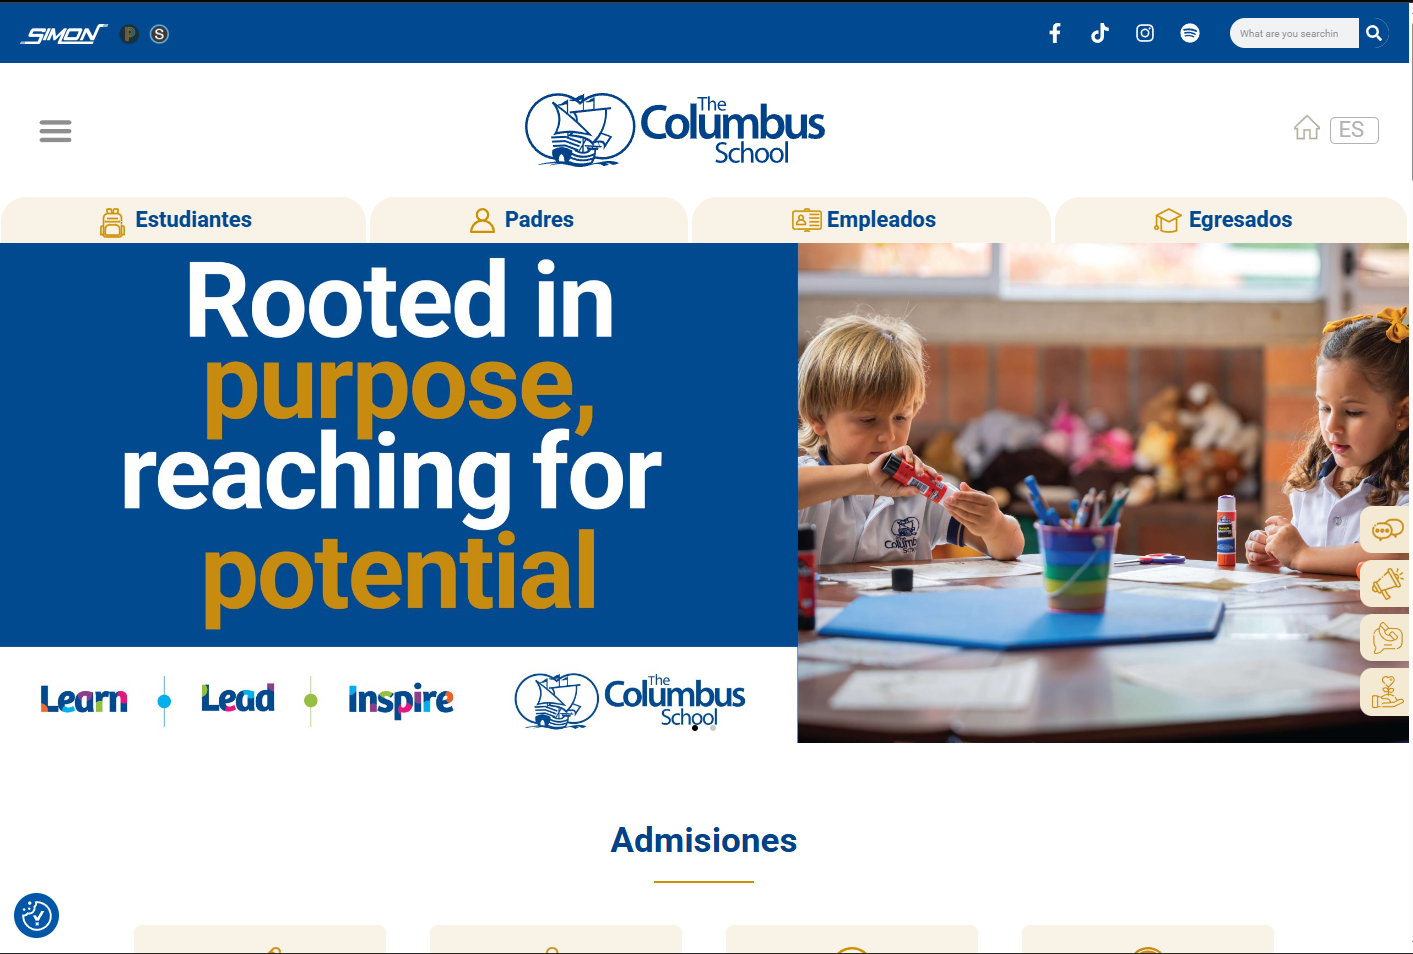 SIMON
P
S
What are you searchin
The
Columbus
School
ES
Estudiantes
Padres
Empleados
Egresados
Rooted in
purpose,
reaching for
potential
Learn
Lead
Inspire
The
Columbus
School
Admisiones